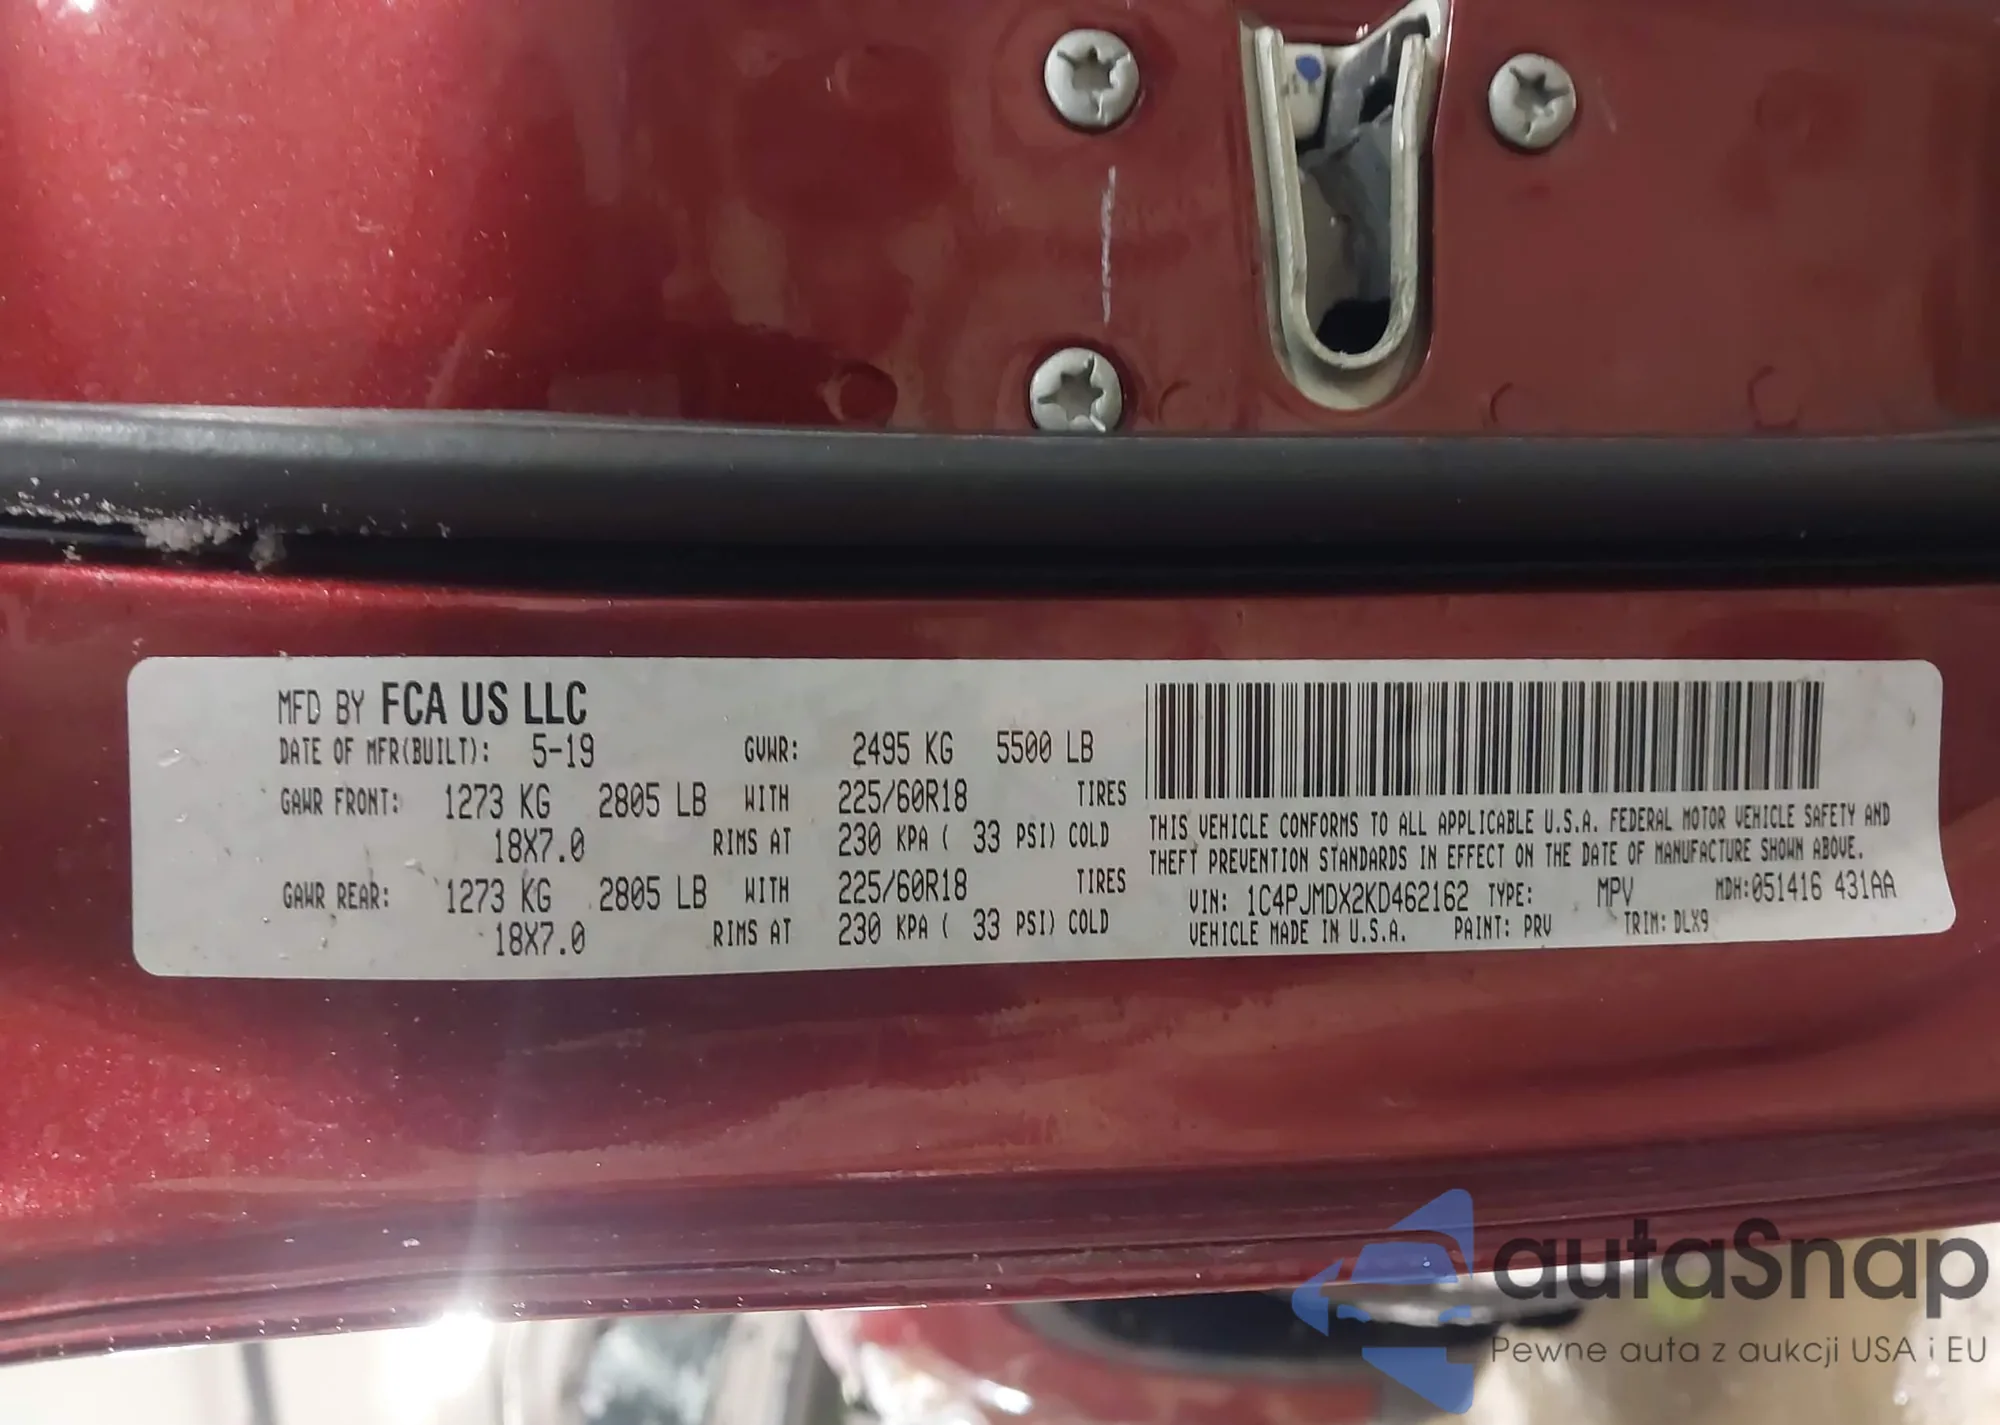 MFD BY FCA US LLC
DATE OF MFR(BUILT): 5-19 GVWR: 2495 KG 5500 LB
GAWR FRONT: 1273 KG 2805 LB WITH 225/60R18 TIRES
18X7.0 RIMS AT 230 KPA ( 33 PSI) COLD
GAWR REAR: 1273 KG 2805 LB WITH 225/60R18 TIRES
18X7.0 RIMS AT 230 KPA ( 33 PSI) COLD
THIS VEHICLE CONFORMS TO ALL APPLICABLE U.S.A. FEDERAL MOTOR VEHICLE SAFETY AND
THEFT PREVENTION STANDARDS IN EFFECT ON THE DATE OF MANUFACTURE SHOWN ABOVE.
VIN: 1C4PJMDX2KD462162 TYPE: MPV MDH:051416 431AA
VEHICLE MADE IN U.S.A. PAINT: PRV TRIM: DLX9
autaSnap
Pewne auta z aukcji USA i EU